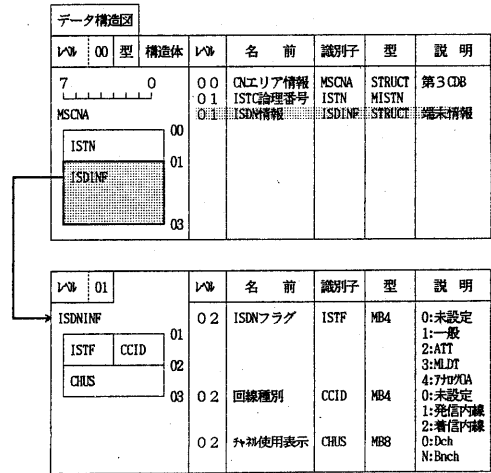 データ構造図
レベル 00 型 構造体 レベル 名 前 識別子 型 説 明
7 0
MSCNA
00
ISTN
01
ISDINF
03
00 CNエリア情報 MSCNA STRUCT 第3CDB
01 ISTC論理番号 ISTN MISTN
01 ISDN情報 ISDINF STRUCT 端末情報
レベル 01 レベル 名 前 識別子 型 説 明
ISDNINF
01
ISTF CCID
02
CHUS
03
02 ISDNフラグ ISTF MB4 0:未設定
1:一般
2:ATT
3:MLDT
4:アナログOA
02 回線種別 CCID MB4 0:未設定
1:発信内線
2:着信内線
02 チャネル使用表示 CHUS MB8 0:Dch
N:Bnch